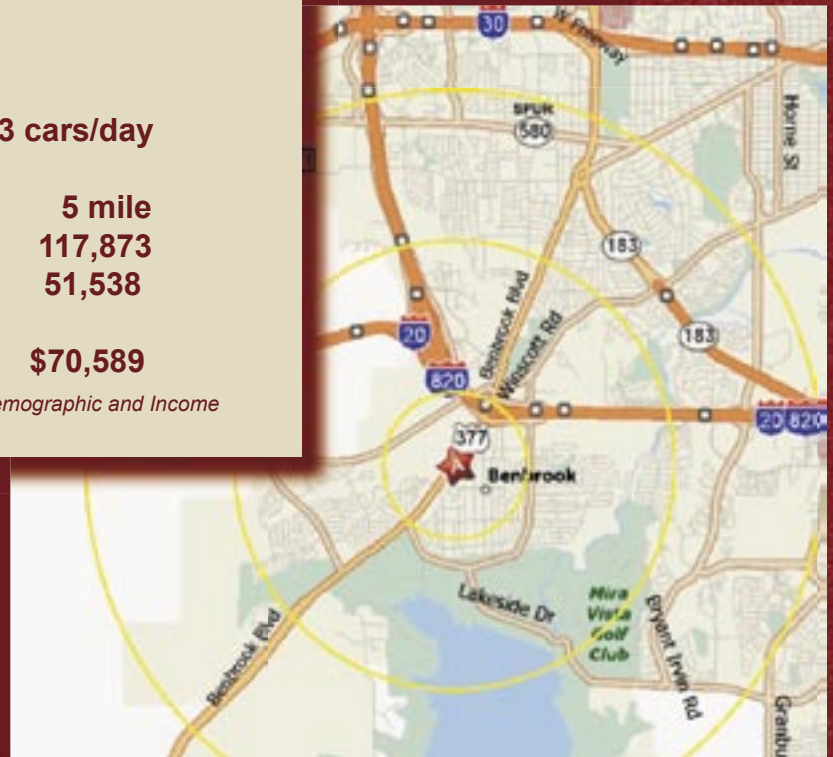 3 cars/day
5 mile
117,873
51,538
$70,589
emographic and Income
30
W Freeway
SPUR
580
Horne St
183
Benbrook Blvd
Winscott Rd
183
20
820
20 820
377
A
Benbrook
Lakeside Dr
Mira
Vista
Golf
Club
Bryant Irvin Rd
Benbrook Blvd
Granbu